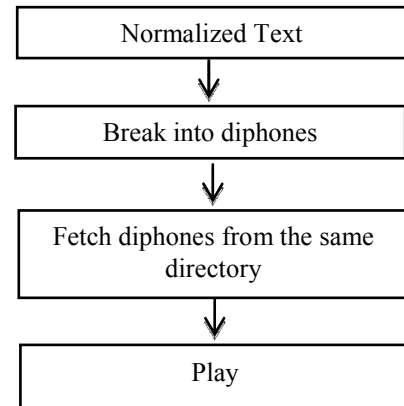 Normalized Text
Break into diphones
Fetch diphones from the same
directory
Play